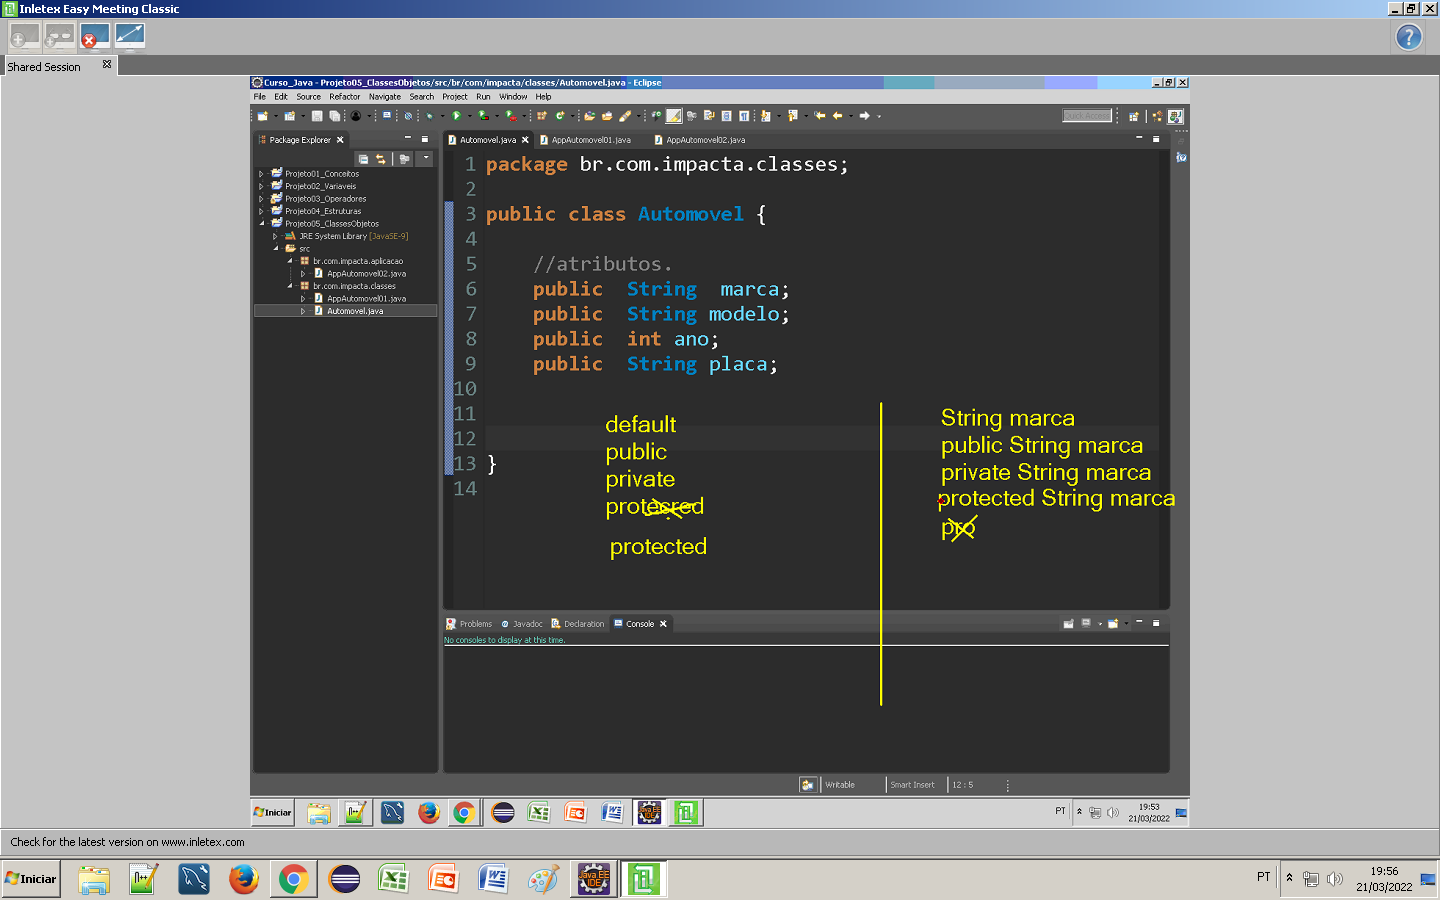 Inletex Easy Meeting Classic
Shared Session
Curso_Java - Projeto05_ClassesObjetos/src/br/com/impacta/classes/Automovel.java - Eclipse
File Edit Source Refactor Navigate Search Project Run Window Help
Quick Access
Package Explorer
Automovel.java AppAutomovel01.java AppAutomovel02.java
Projeto01_Conceitos
Projeto02_Variaveis
Projeto03_Operadores
Projeto04_Estruturas
Projeto05_ClassesObjetos
JRE System Library [JavaSE-9]
src
br.com.impacta.aplicacao
AppAutomovel02.java
br.com.impacta.classes
AppAutomovel01.java
Automovel.java
1 package br.com.impacta.classes;
2
3 public class Automovel {
4
5 //atributos.
6 public String marca;
7 public String modelo;
8 public int ano;
9 public String placa;
10
11
12
13 }
14
default
public
private
protected
String marca
public String marca
private String marca
protected String marca
pro
Problems Javadoc Declaration Console
No consoles to display at this time.
Writable Smart Insert 12 : 5
Iniciar
Java EE IDE
PT
19:53
21/03/2022
Check for the latest version on www.inletex.com
Iniciar
Java EE IDE
PT
19:56
21/03/2022